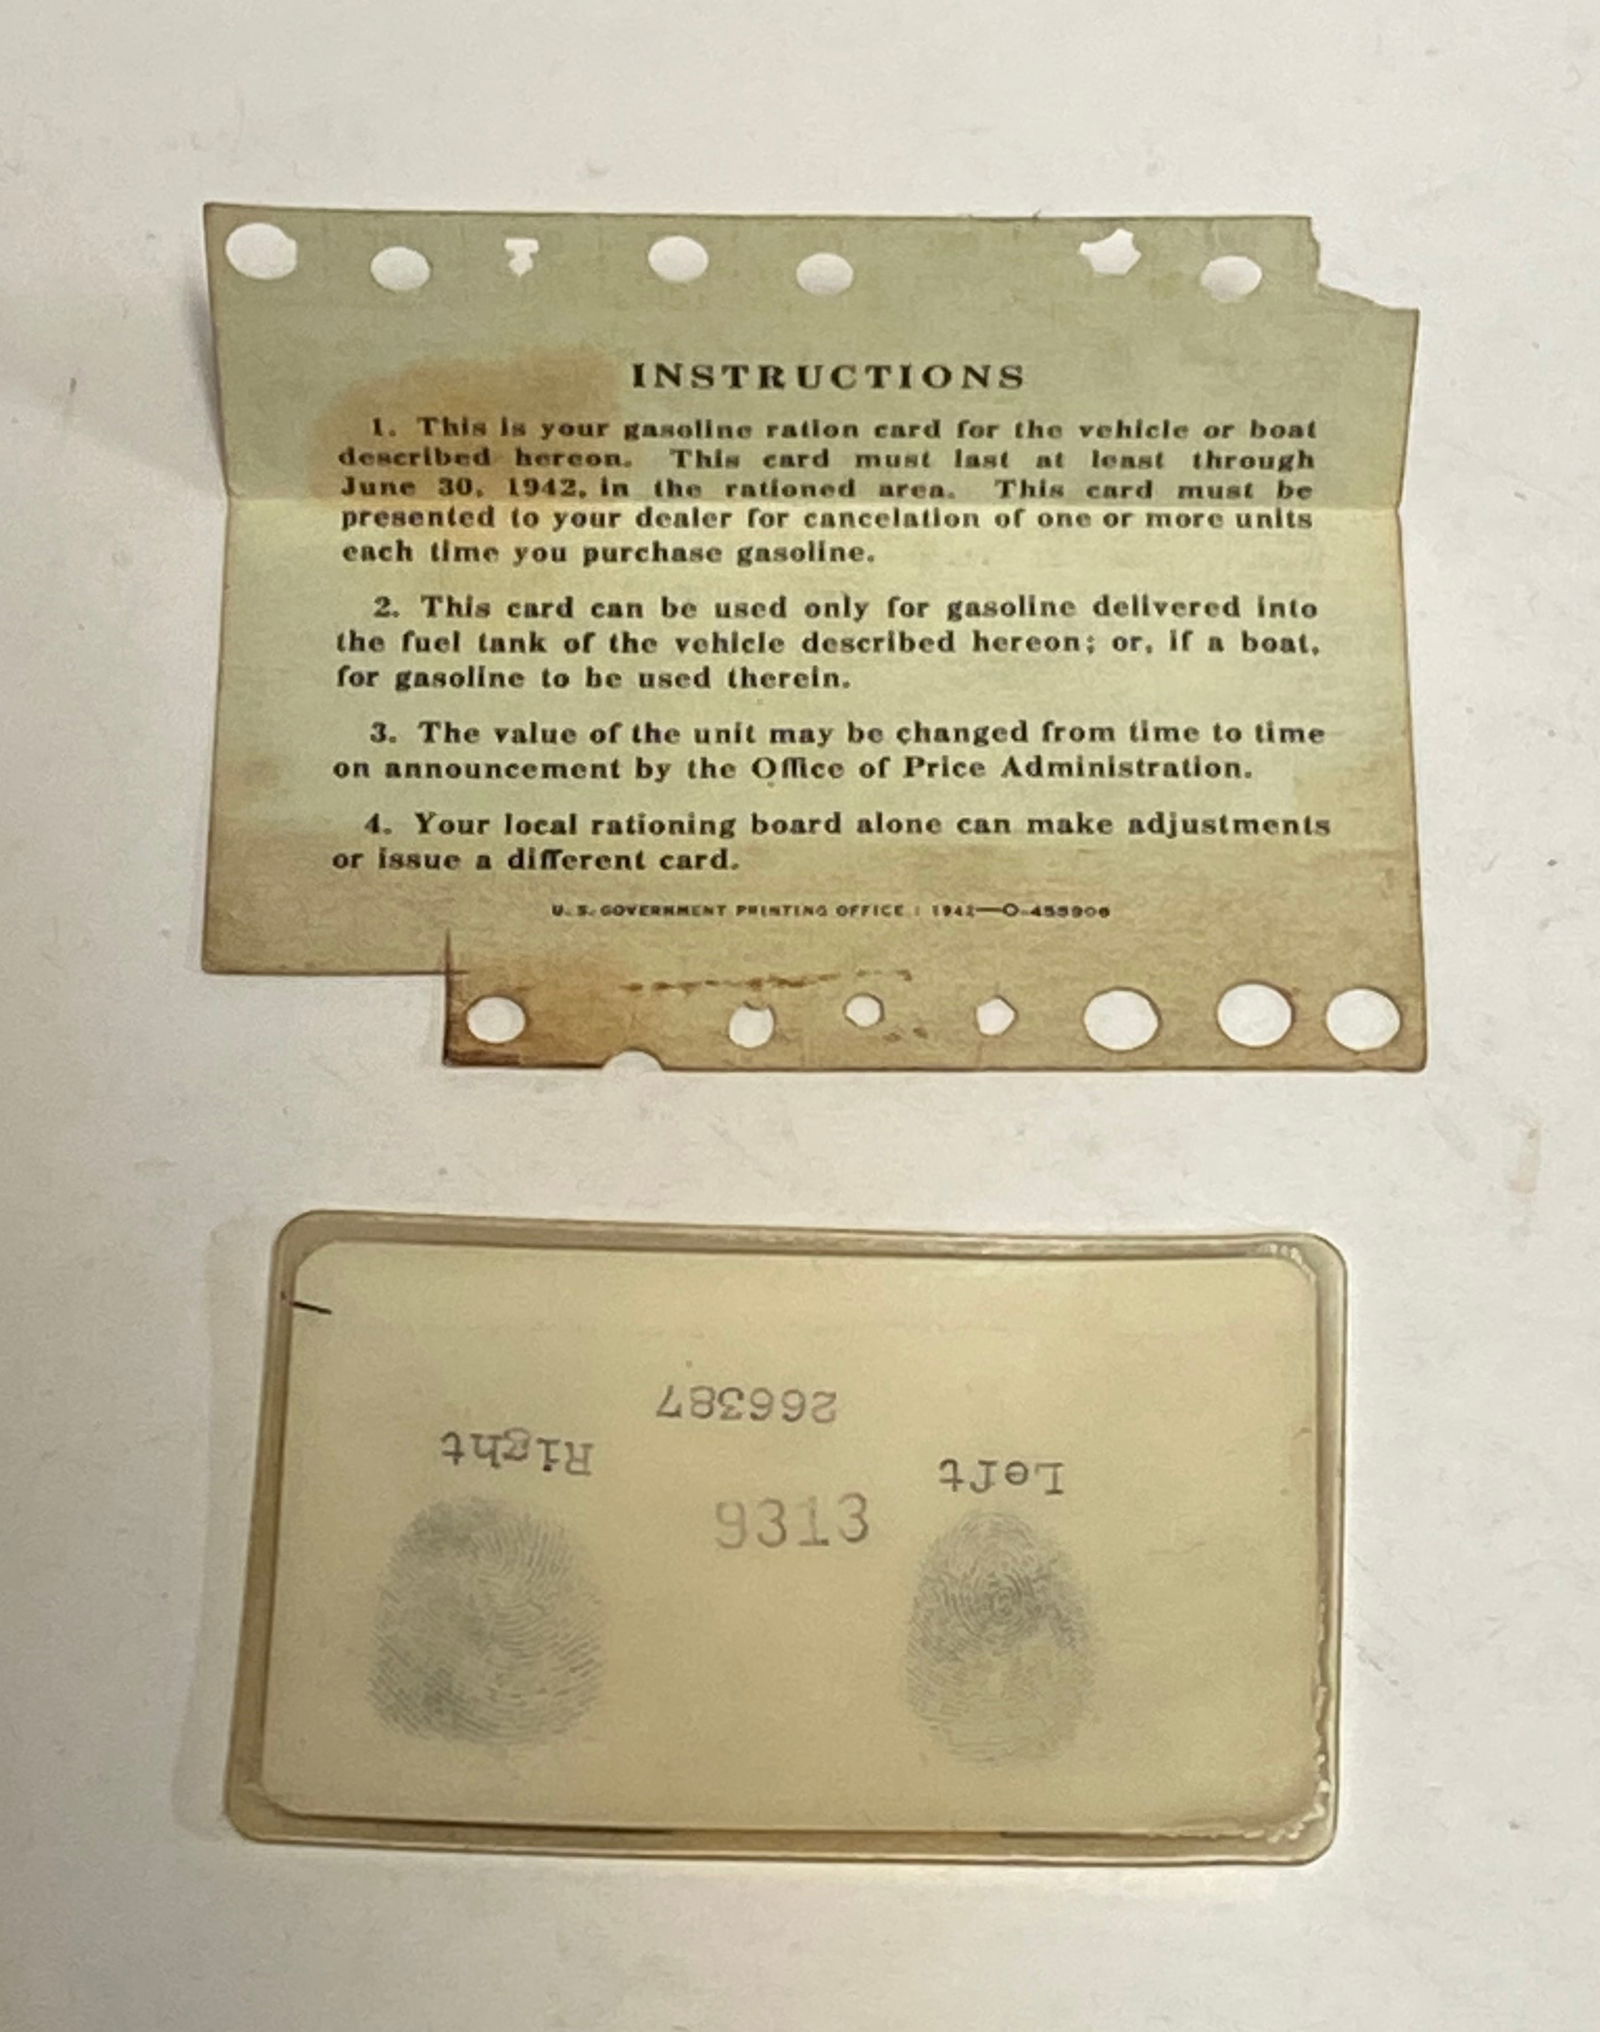 INSTRUCTIONS
1. This is your gasoline ration card for the vehicle or boat
described hereon. This card must last at least through
June 30, 1942, in the rationed area. This card must be
presented to your dealer for cancelation of one or more units
each time you purchase gasoline.
2. This card can be used only for gasoline delivered into
the fuel tank of the vehicle described hereon; or, if a boat,
for gasoline to be used therein.
3. The value of the unit may be changed from time to time
on announcement by the Office of Price Administration.
4. Your local rationing board alone can make adjustments
or issue a different card.
U. S. GOVERNMENT PRINTING OFFICE : 1942—O-455906
266387
Right
Left
9313